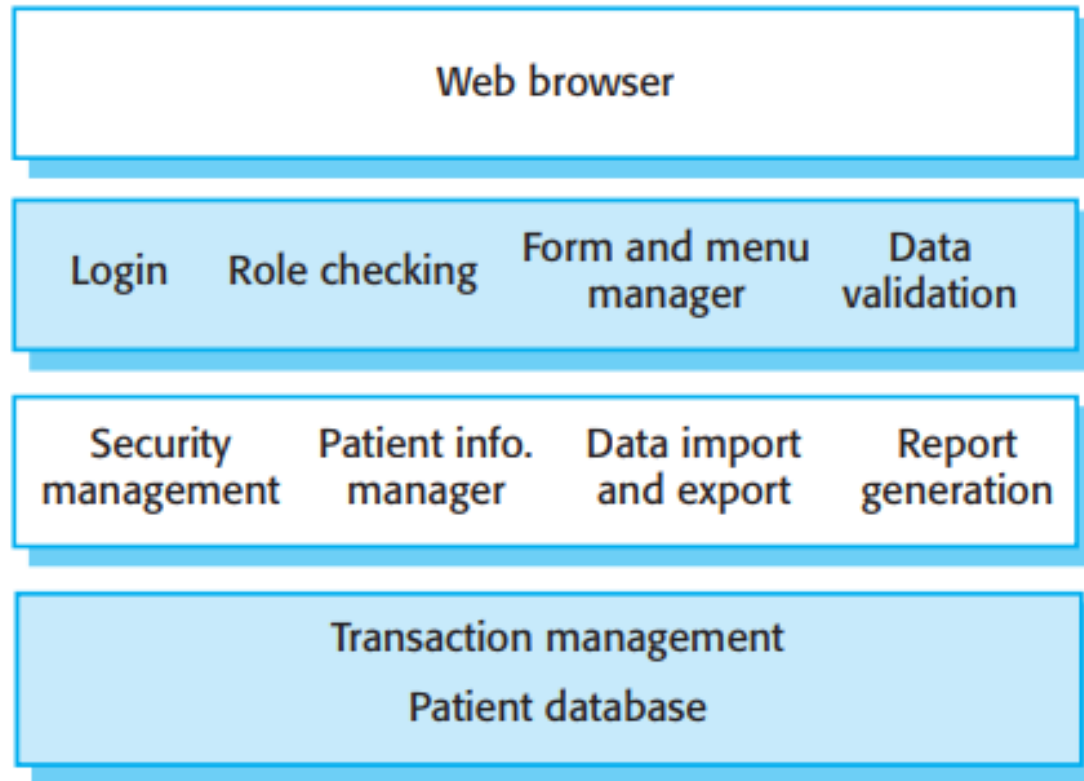 Web browser
Login Role checking Form and menu manager Data validation
Security management Patient info. manager Data import and export Report generation
Transaction management
Patient database